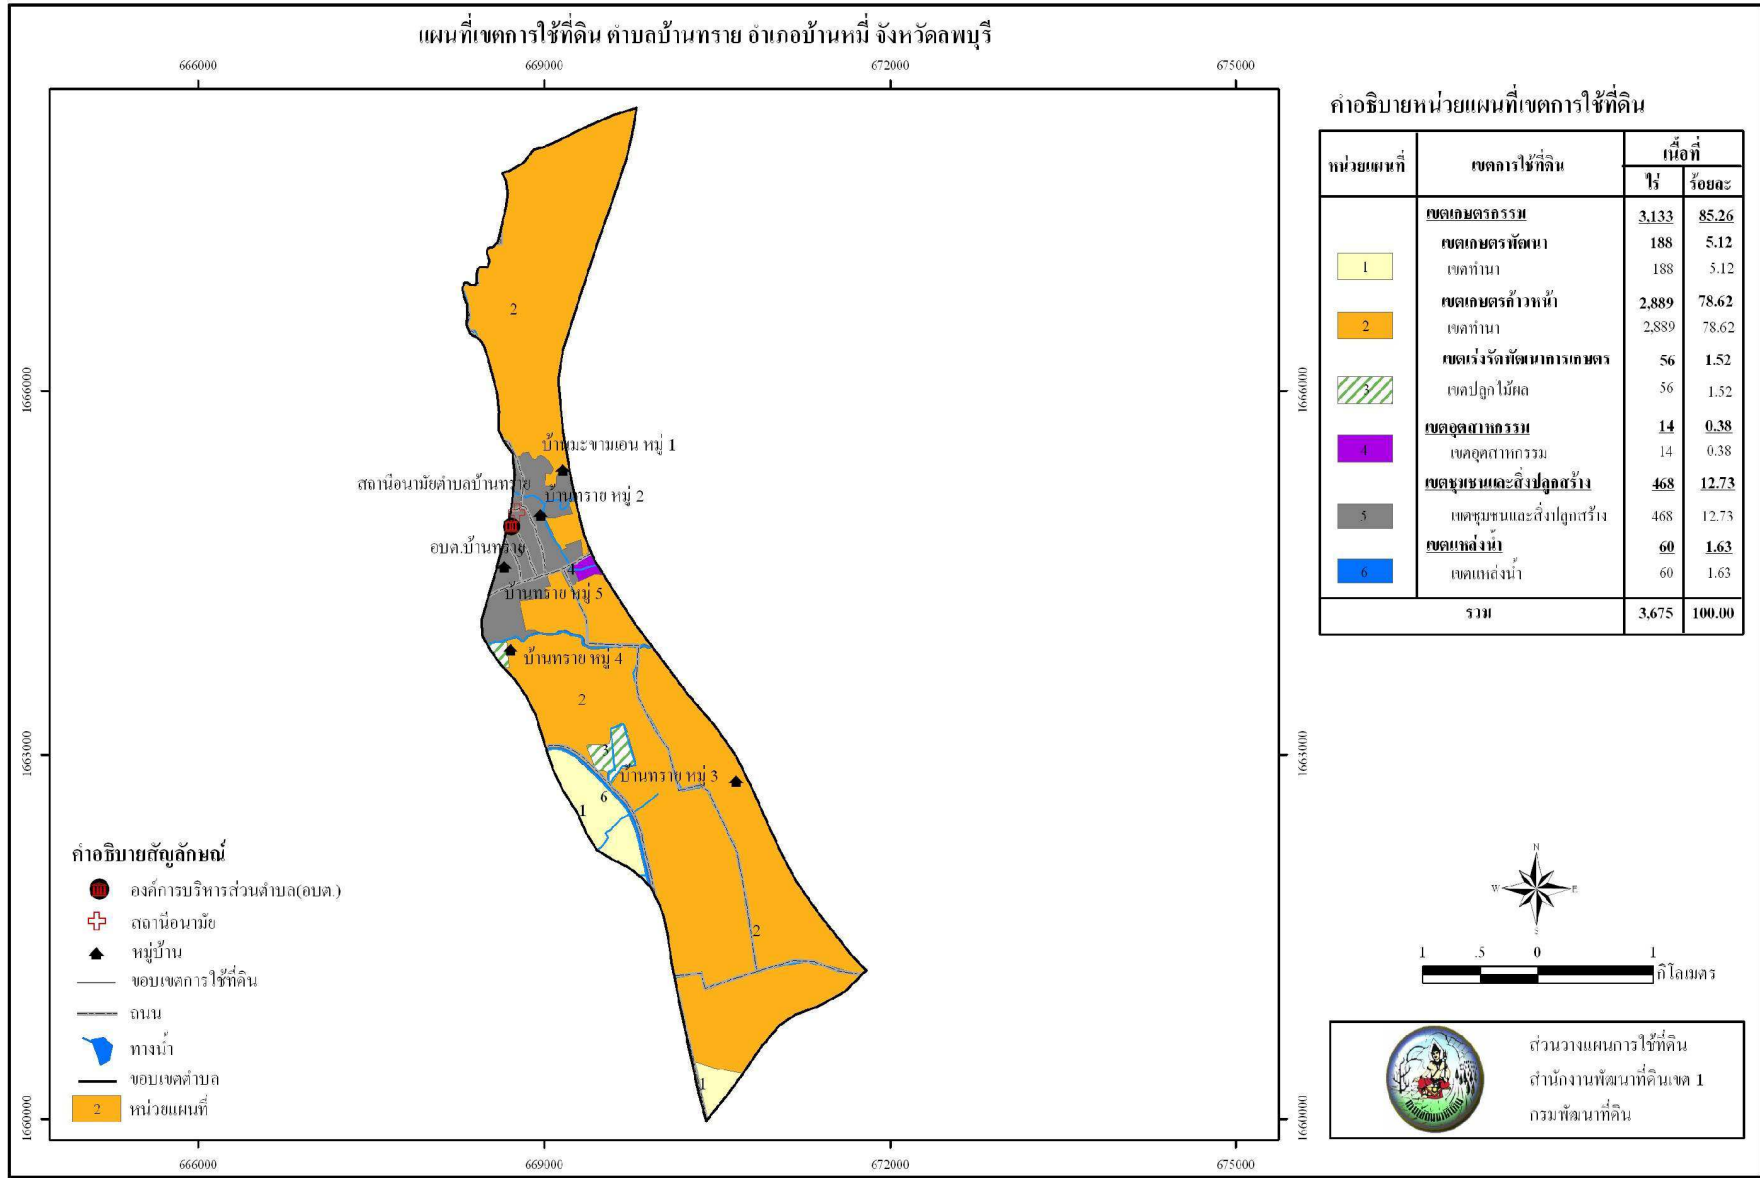 แผนที่เขตการใช้ที่ดิน ตำบลบ้านทราย อำเภอบ้านหมี่ จังหวัดลพบุรี
666000 669000 672000 675000
1666000 1666000
1663000 1663000
1660000 1660000
2
บ้านมะขามเอน หมู่ 1
สถานีอนามัยตำบลบ้านทราย
บ้านทราย หมู่ 2
อบต.บ้านทราย
5
4
บ้านทราย หมู่ 5
บ้านทราย หมู่ 4
2
3
บ้านทราย หมู่ 3
6
1
2
1
666000 669000 672000 675000
คำอธิบายสัญลักษณ์
องค์การบริหารส่วนตำบล(อบต.)
สถานีอนามัย
หมู่บ้าน
ขอบเขตการใช้ที่ดิน
ถนน
ทางน้ำ
ขอบเขตตำบล
2 หน่วยแผนที่
คำอธิบายหน่วยแผนที่เขตการใช้ที่ดิน
หน่วยแผนที่ เขตการใช้ที่ดิน เนื้อที่
ไร่ ร้อยละ
เขตเกษตรกรรม 3,133 85.26
เขตเกษตรพัฒนา 188 5.12
1 เขตทำนา 188 5.12
เขตเกษตรก้าวหน้า 2,889 78.62
2 เขตทำนา 2,889 78.62
เขตเร่งรัดพัฒนาการเกษตร 56 1.52
3 เขตปลูกไม้ผล 56 1.52
เขตอุตสาหกรรม 14 0.38
4 เขตอุตสาหกรรม 14 0.38
เขตชุมชนและสิ่งปลูกสร้าง 468 12.73
5 เขตชุมชนและสิ่งปลูกสร้าง 468 12.73
เขตแหล่งน้ำ 60 1.63
6 เขตแหล่งน้ำ 60 1.63
รวม 3,675 100.00
N
W E
S
1 .5 0 1
กิโลเมตร
ส่วนวางแผนการใช้ที่ดิน
สำนักงานพัฒนาที่ดินเขต 1
กรมพัฒนาที่ดิน